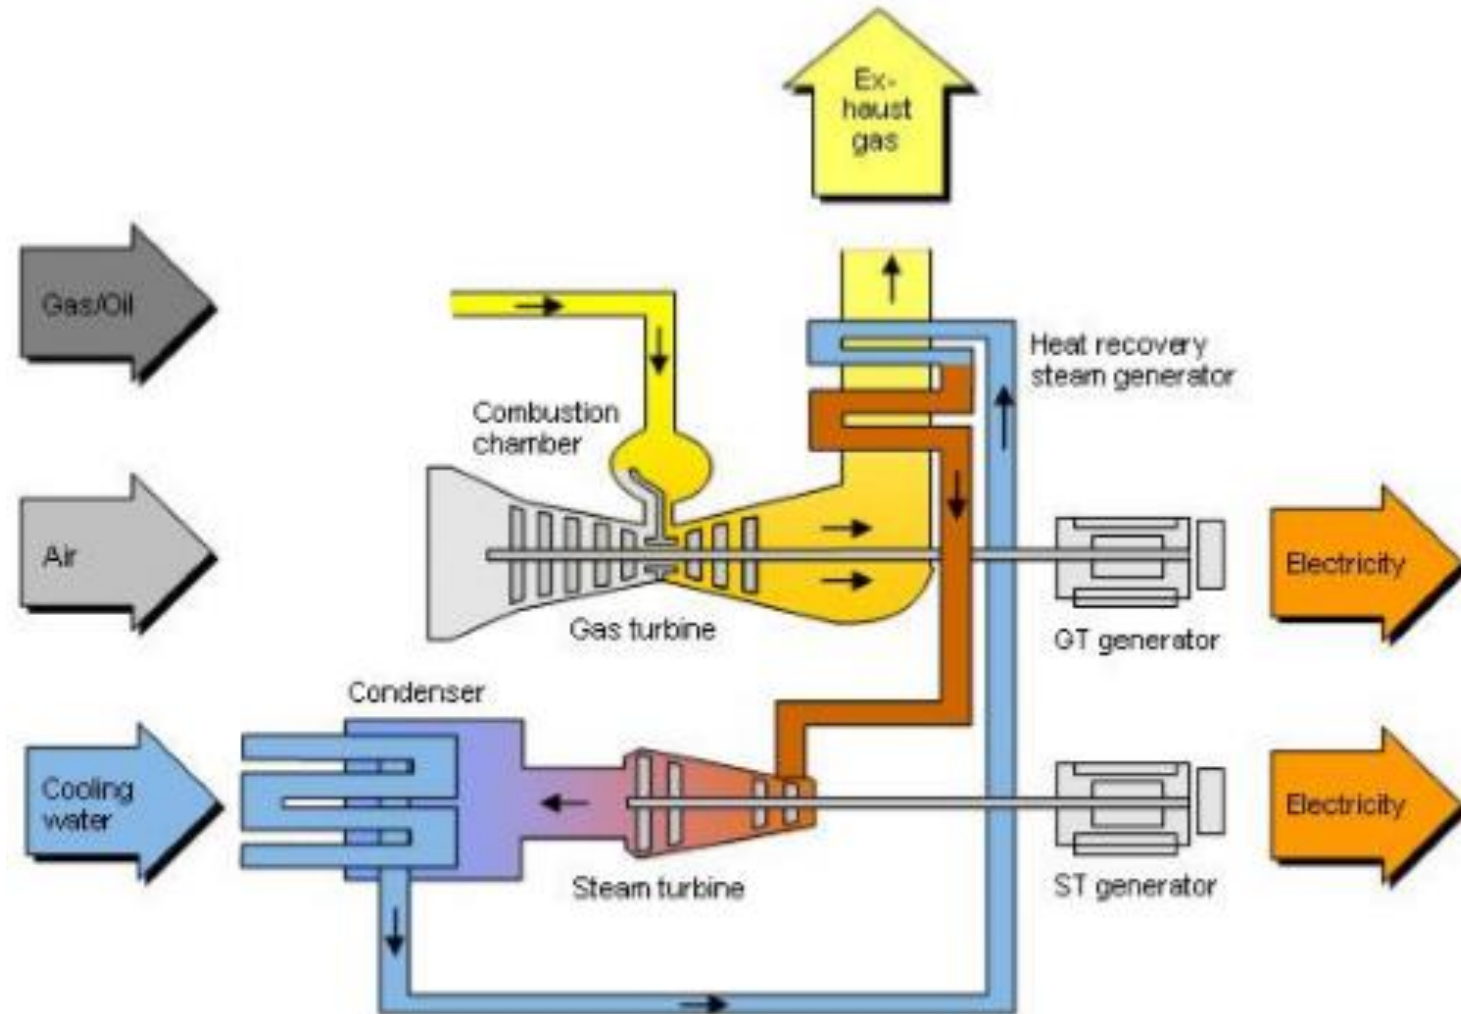 Ex-
haust
gas
Gas/Oil
Heat recovery
steam generator
Combustion
chamber
Air
Electricity
Gas turbine
GT generator
Condenser
Cooling
water
Electricity
Steam turbine
ST generator